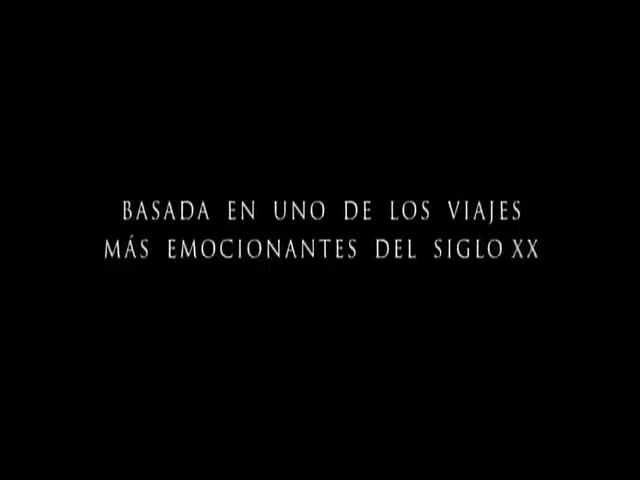 BASADA EN UNO DE LOS VIAJES
MÁS EMOCIONANTES DEL SIGLO XX